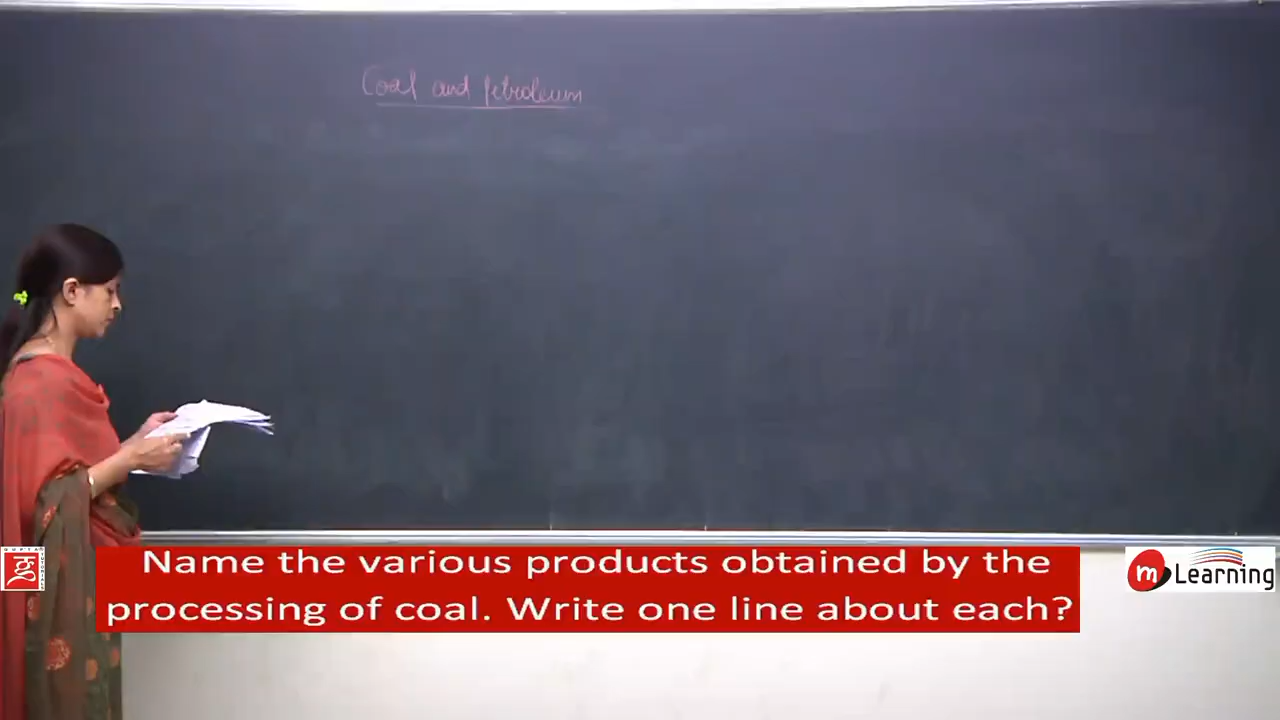 Coal and petroleum
Name the various products obtained by the
processing of coal. Write one line about each?
GUPTA
m Learning